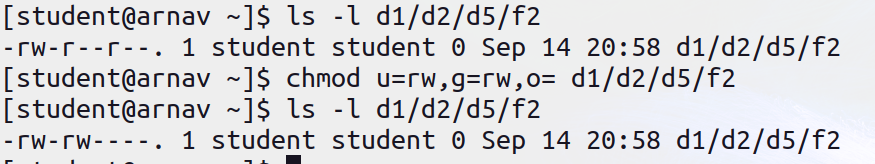 [student@arnav ~]$ ls -l d1/d2/d5/f2
-rw-r--r--. 1 student student 0 Sep 14 20:58 d1/d2/d5/f2
[student@arnav ~]$ chmod u=rw,g=rw,o= d1/d2/d5/f2
[student@arnav ~]$ ls -l d1/d2/d5/f2
-rw-rw----. 1 student student 0 Sep 14 20:58 d1/d2/d5/f2
[student@arnav ~]$